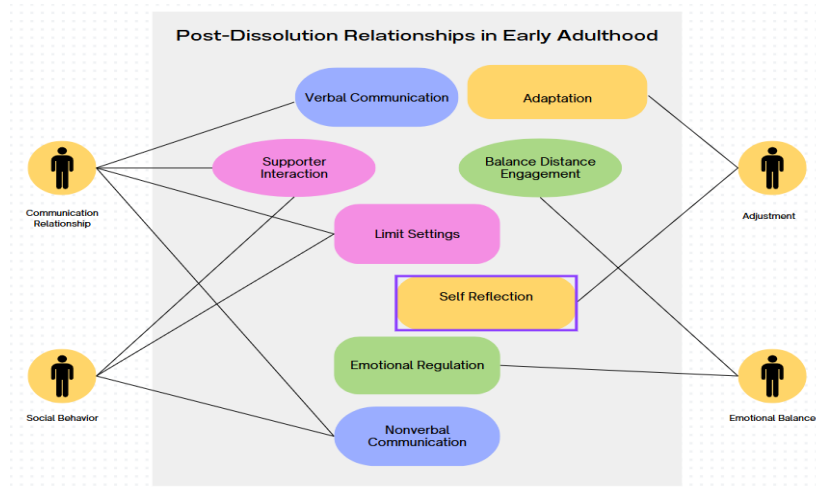 Post-Dissolution Relationships in Early Adulthood
Verbal Communication
Adaptation
Supporter
Interaction
Balance Distance
Engagement
Communication
Relationship
Adjustment
Limit Settings
Self Reflection
Emotional Regulation
Social Behavior
Emotional Balance
Nonverbal
Communication